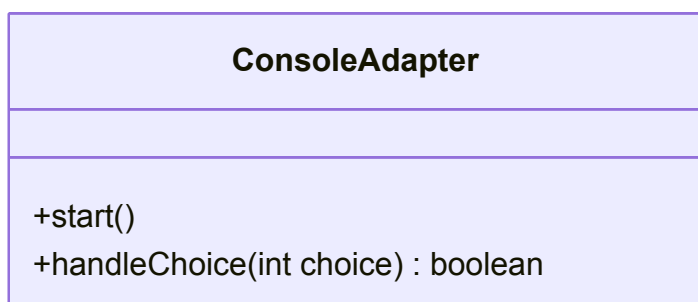 ConsoleAdapter
+start()
+handleChoice(int choice) : boolean